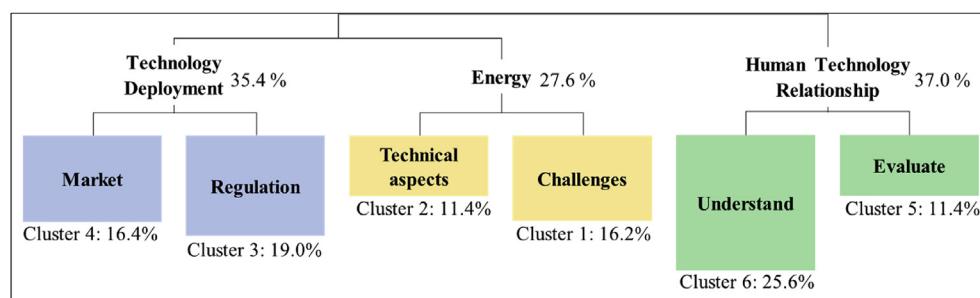 Technology
Deployment 35.4 %
Energy 27.6 %
Human Technology
Relationship 37.0 %
Market
Cluster 4: 16.4%
Regulation
Cluster 3: 19.0%
Technical
aspects
Cluster 2: 11.4%
Challenges
Cluster 1: 16.2%
Understand
Cluster 6: 25.6%
Evaluate
Cluster 5: 11.4%